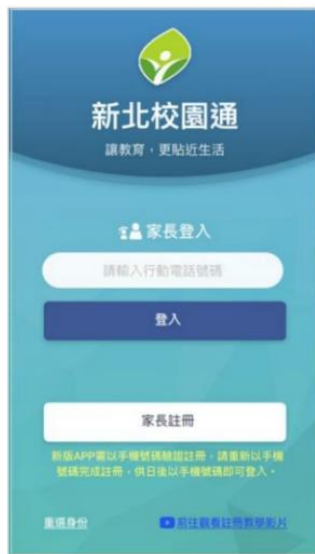 新北校園通
讓教育，更貼近生活
家長登入
請輸入行動電話號碼
登入
家長註冊
新版APP需以手機號碼驗證註冊，請重新以手機
號碼完成註冊，供日後以手機號碼即可登入。
重選身份
前往觀看註冊教學影片